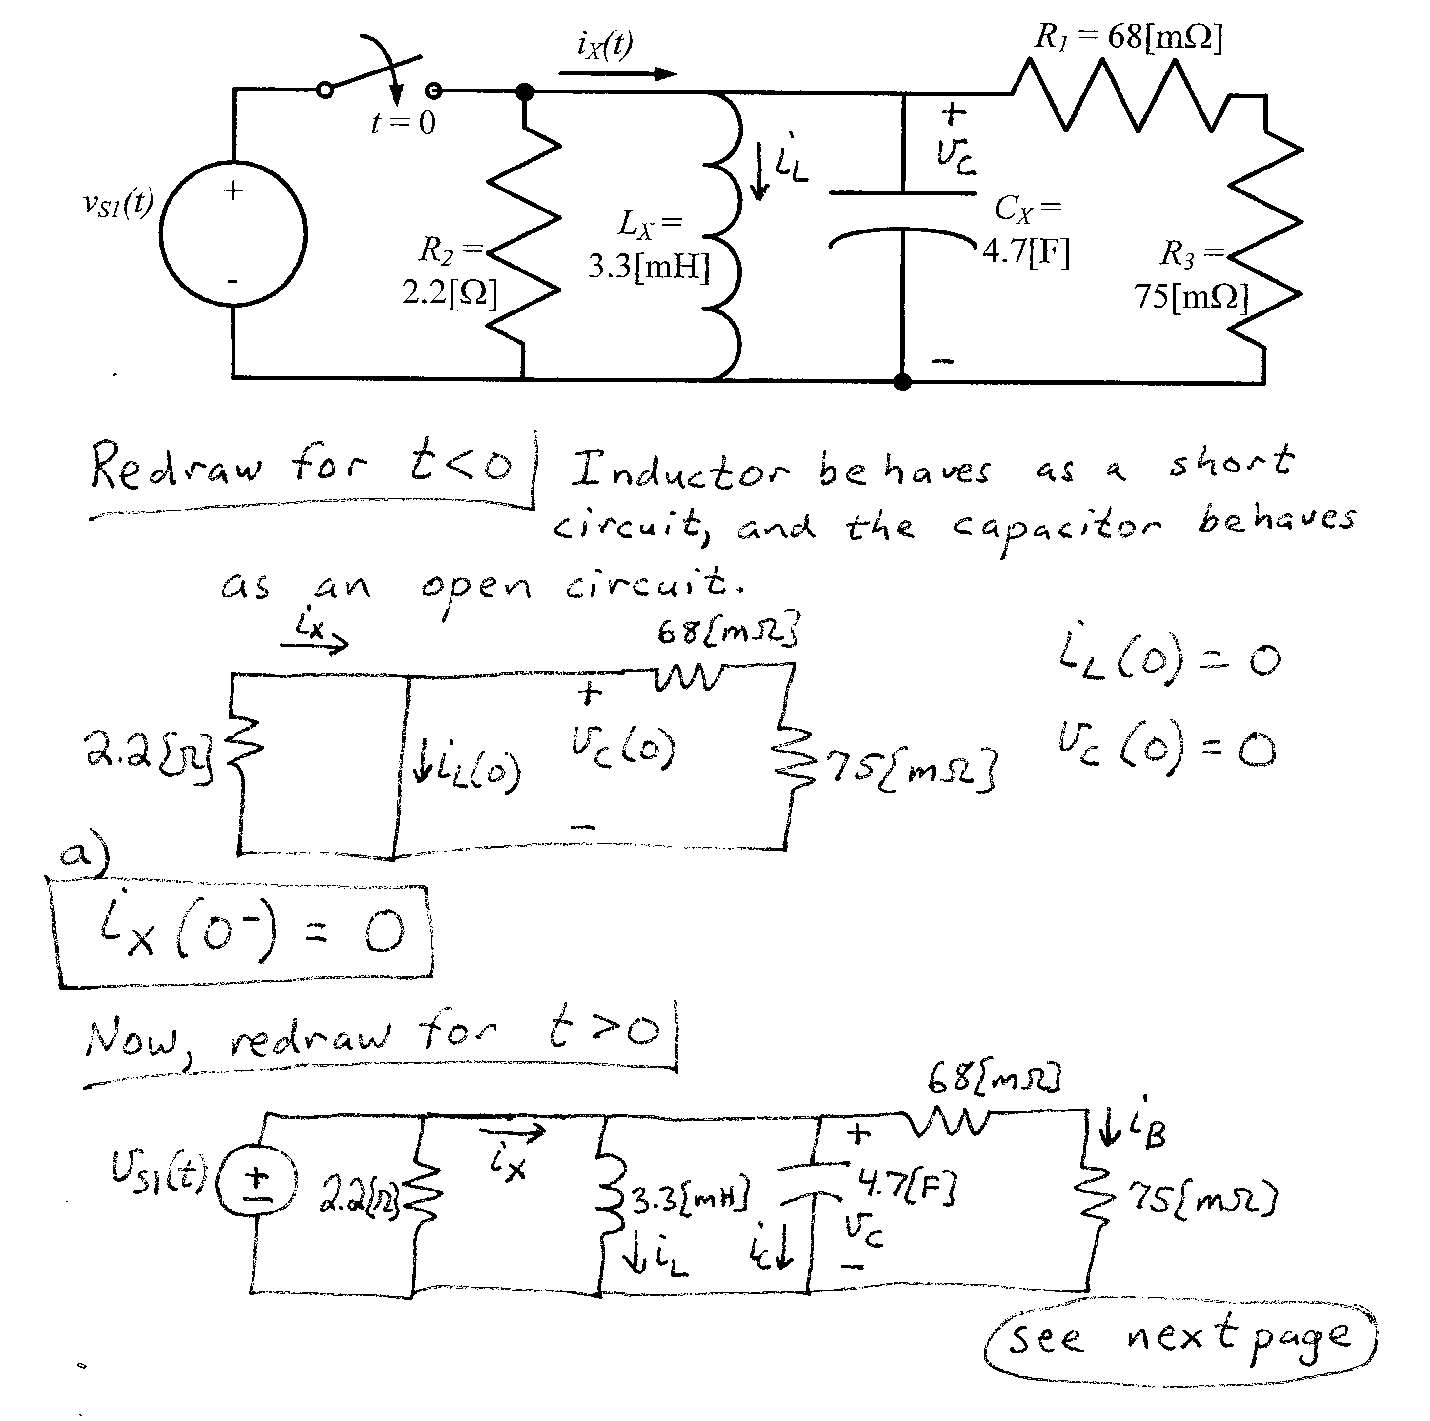 i_X(t)
R_1 = 68[mΩ]
t = 0
+
v_C
−
v_S1(t)
+
-
i_L
R_2 =
2.2[Ω]
L_X =
3.3[mH]
C_X =
4.7[F]
R_3 =
75[mΩ]
Redraw for t<0 Inductor behaves as a short
circuit, and the capacitor behaves
as an open circuit.
i_X
68[mΩ]
2.2[Ω]
i_L(0)
+
v_C(0)
−
75[mΩ]
i_L(0) = 0
v_C(0) = 0
a)
i_X(0⁻) = 0
Now, redraw for t>0
68[mΩ]
v_S1(t)
+
−
2.2[Ω]
i_X
3.3[mH]
i_L
i_C
+
4.7[F]
v_C
−
i_B
75[mΩ]
see next page